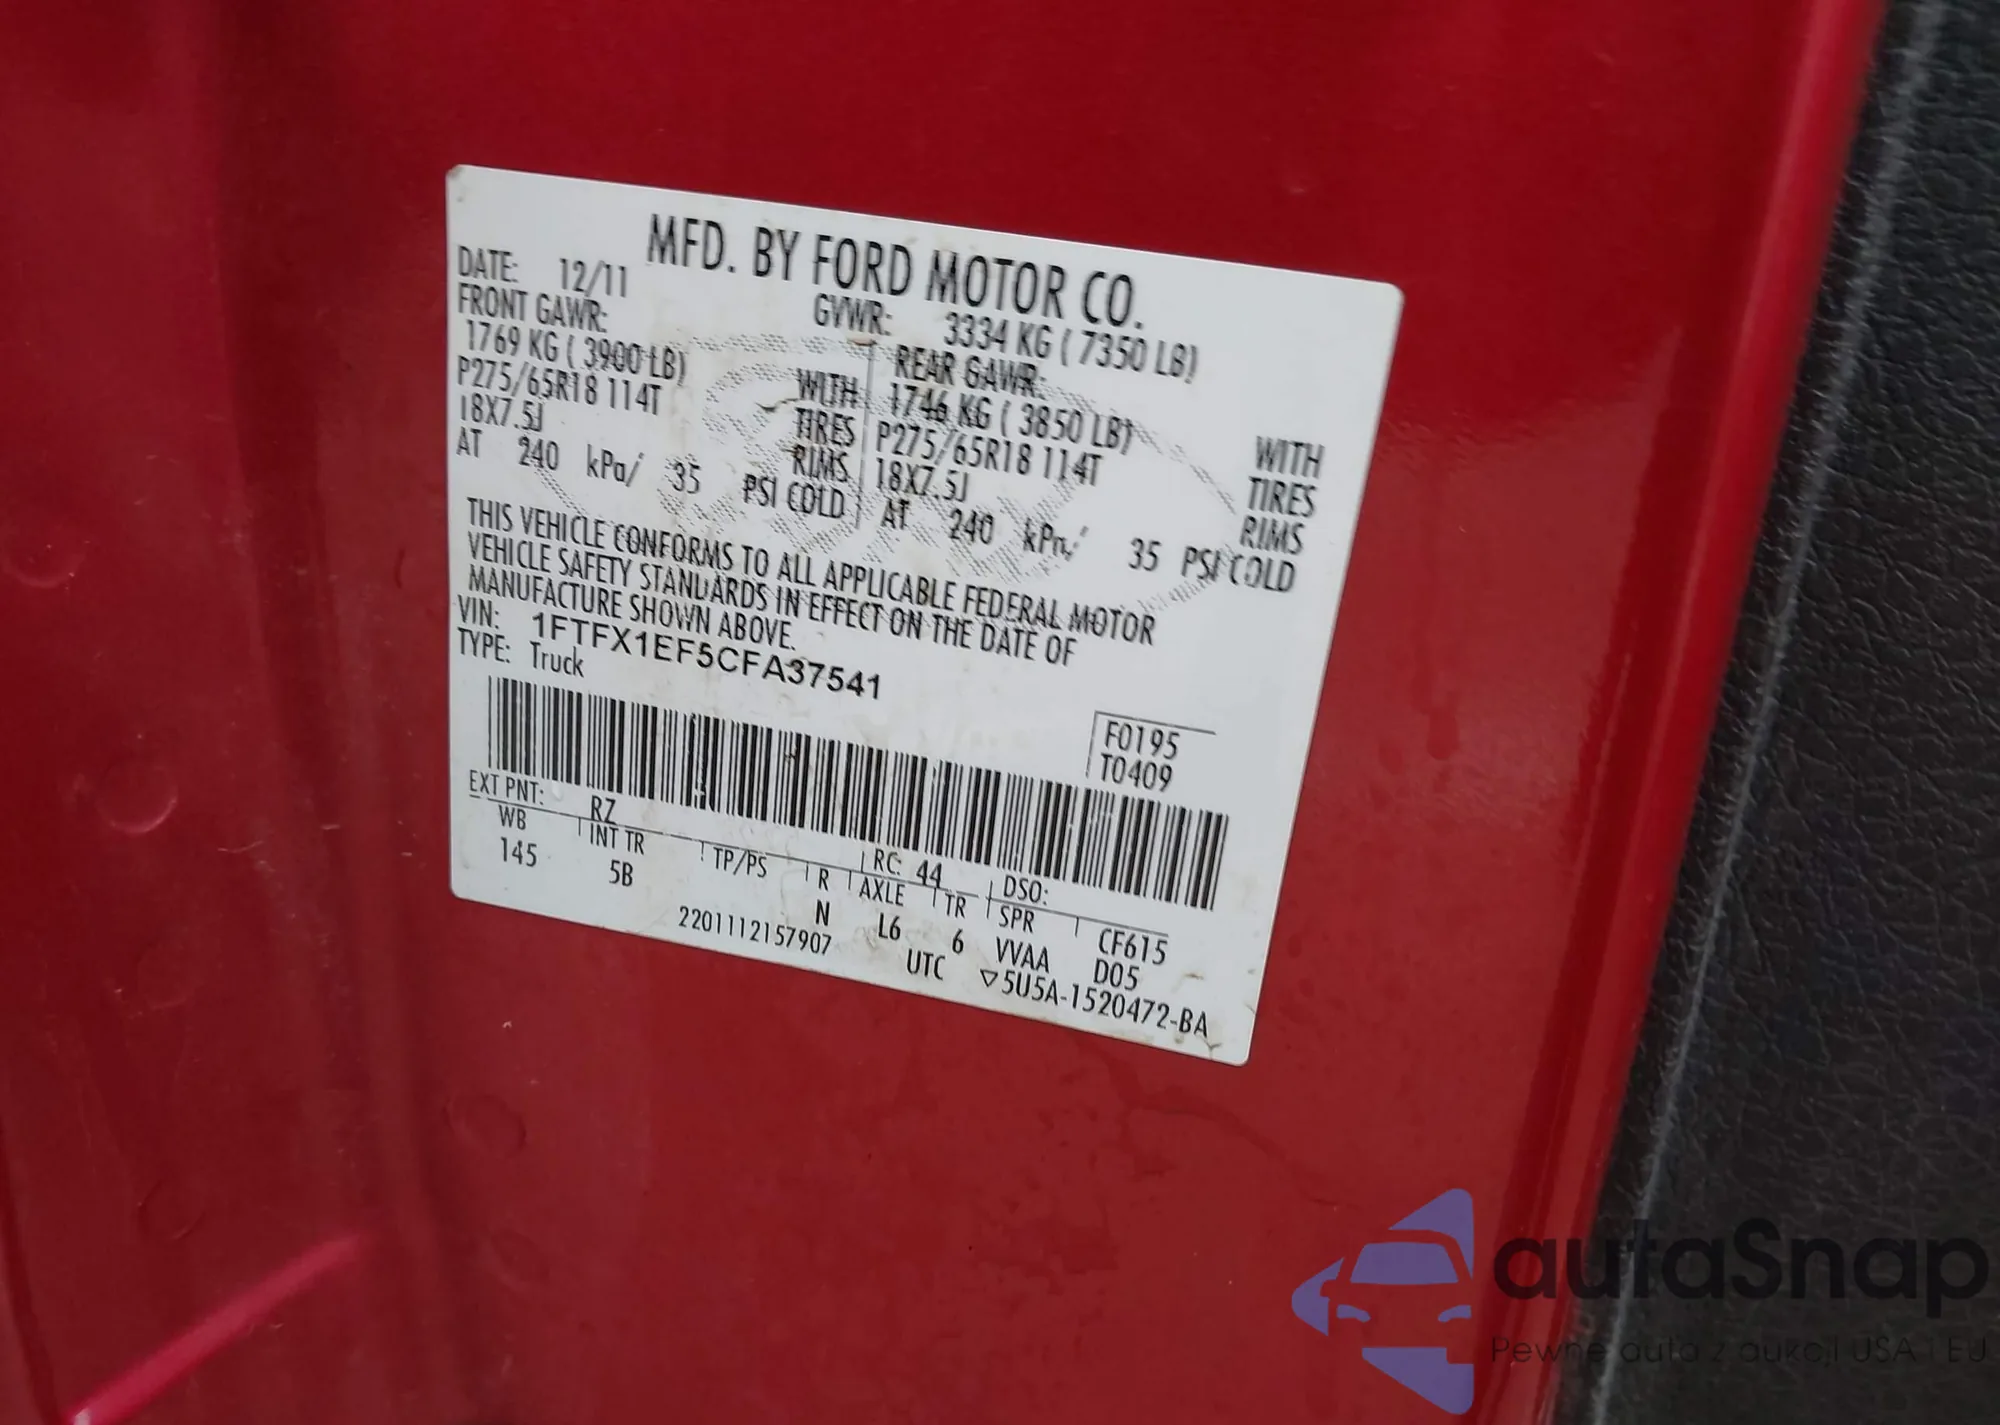 MFD. BY FORD MOTOR CO.
DATE: 12/11
GVWR: 3334 KG ( 7350 LB)
FRONT GAWR:
1769 KG ( 3900 LB)
WITH
P275/65R18 114T
TIRES
18X7.5J
RIMS
AT 240 kPa/ 35 PSI COLD
REAR GAWR:
1746 KG ( 3850 LB)
WITH
P275/65R18 114T
TIRES
18X7.5J
RIMS
AT 240 kPa/ 35 PSI COLD
THIS VEHICLE CONFORMS TO ALL APPLICABLE FEDERAL MOTOR
VEHICLE SAFETY STANDARDS IN EFFECT ON THE DATE OF
MANUFACTURE SHOWN ABOVE.
VIN: 1FTFX1EF5CFA37541
TYPE: Truck
F0195
T0409
EXT PNT: RZ RC: 44 DSO:
WB INT TR TP/PS R AXLE TR SPR CF615
145 5B N L6 6 VVAA D05
2201112157907 UTC ▽5U5A-1520472-BA
autaSnap
Pewne auta z aukcji USA i EU